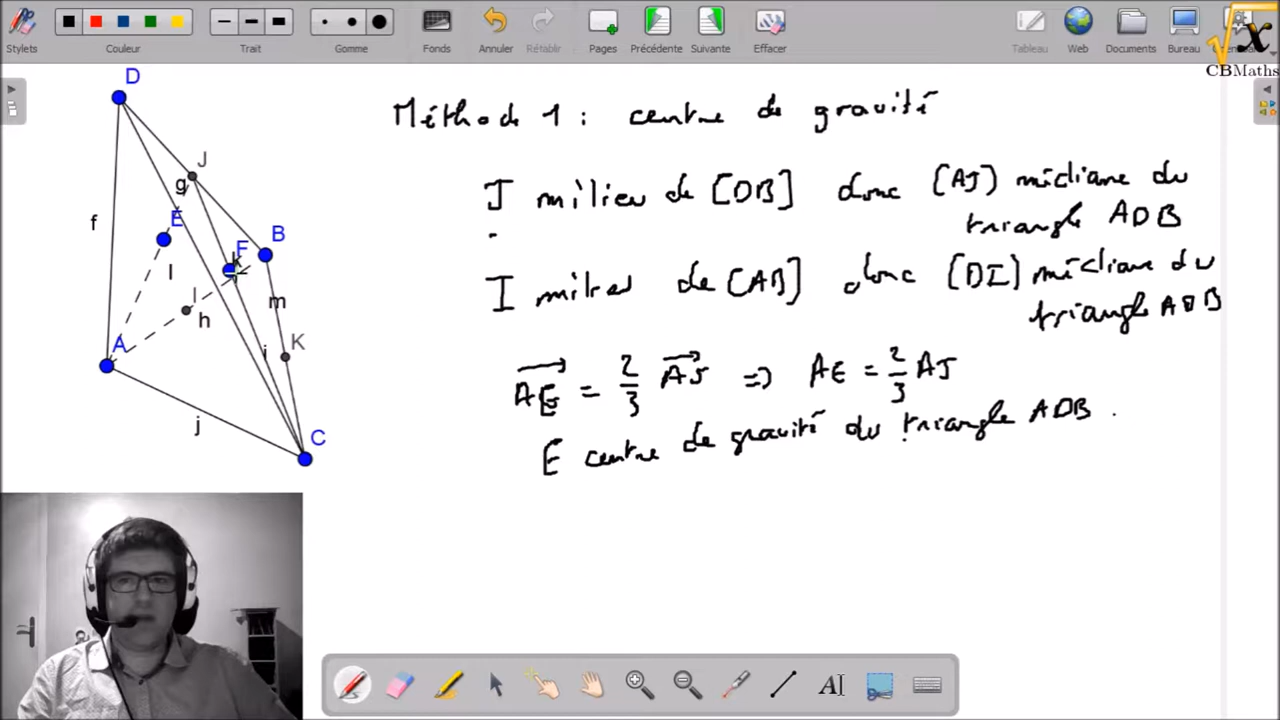 Stylets
Couleur
Trait
Gomme
Fonds
Annuler
Rétablir
Pages
Précédente
Suivante
Effacer
Tableau
Web
Documents
Bureau
x
CBMaths
D
J
g
E
f
B
F
k
l
m
I
h
K
A
i
j
C
Méthode 1 : centre de gravité
J milieu de [DB] donc [AJ) médiane du
triangle ADB
I milieu de [AB] donc [DI) médiane du
triangle ADB
AE = 2/3 AJ => AE = 2/3 AJ
E centre de gravité du triangle ADB.
AI